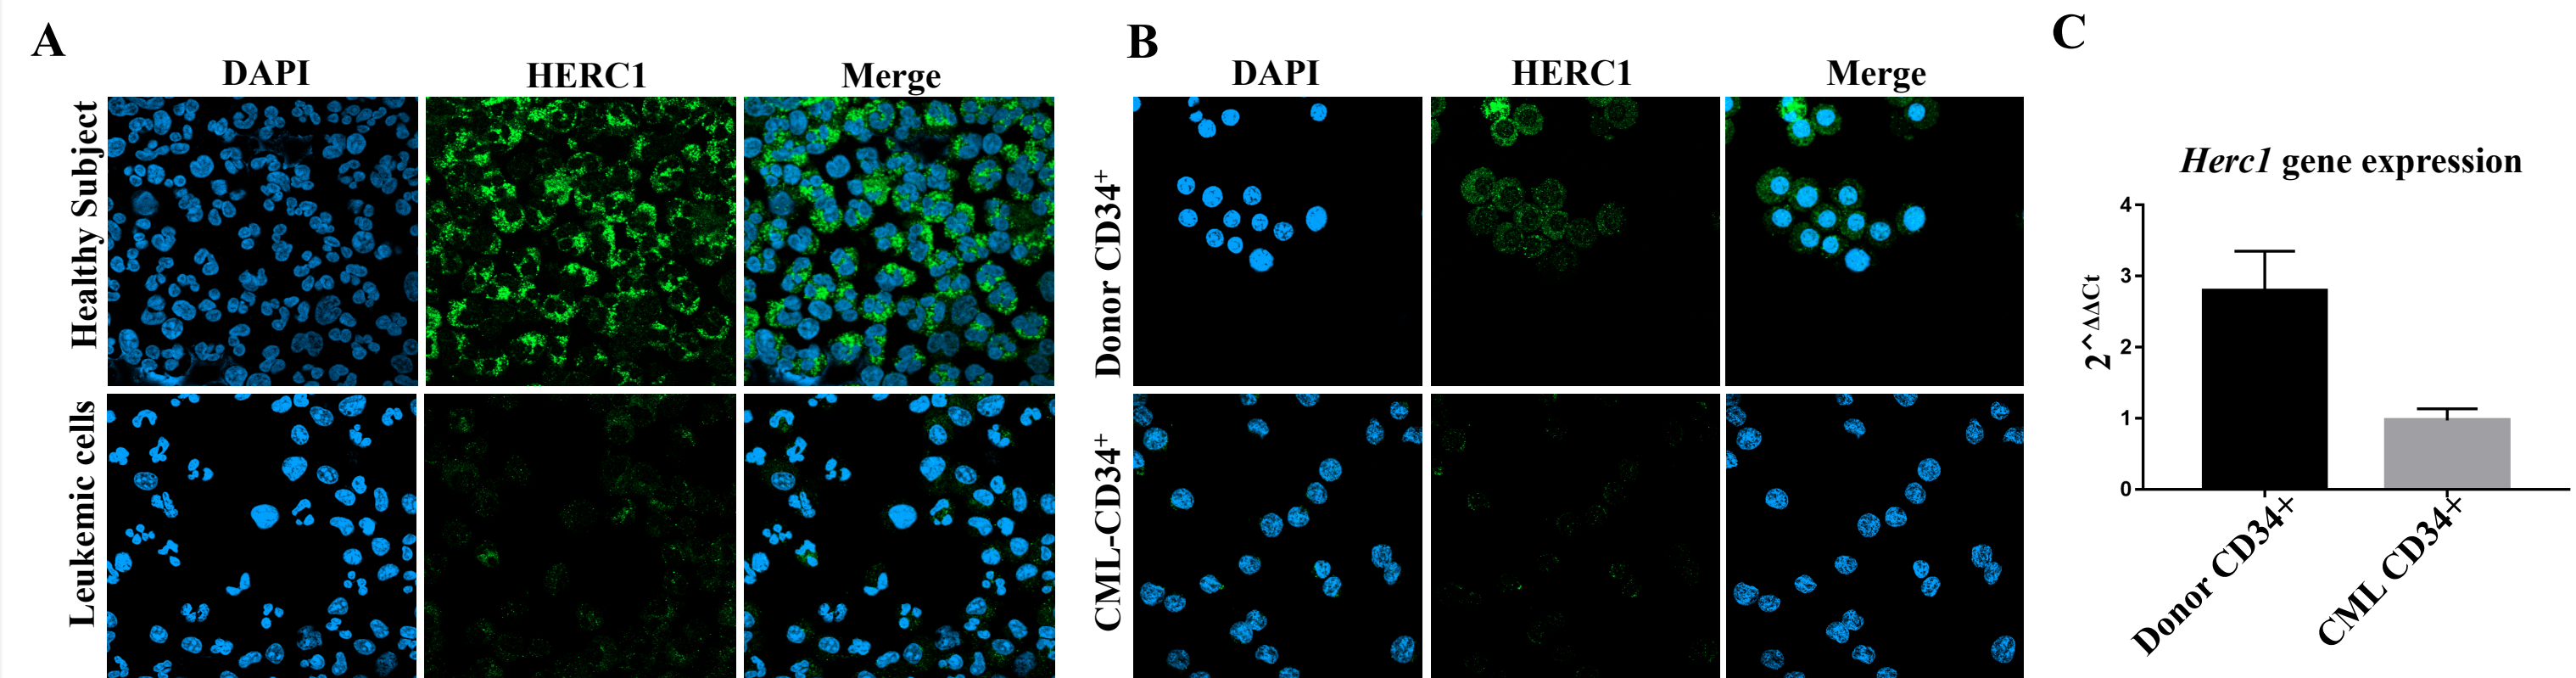 A
DAPI
HERC1
Merge
Healthy Subject
Leukemic cells
B
DAPI
HERC1
Merge
Donor CD34⁺
CML-CD34⁺
C
Herc1 gene expression
2^ΔΔCt
4
3
2
1
0
Donor CD34+
CML CD34+